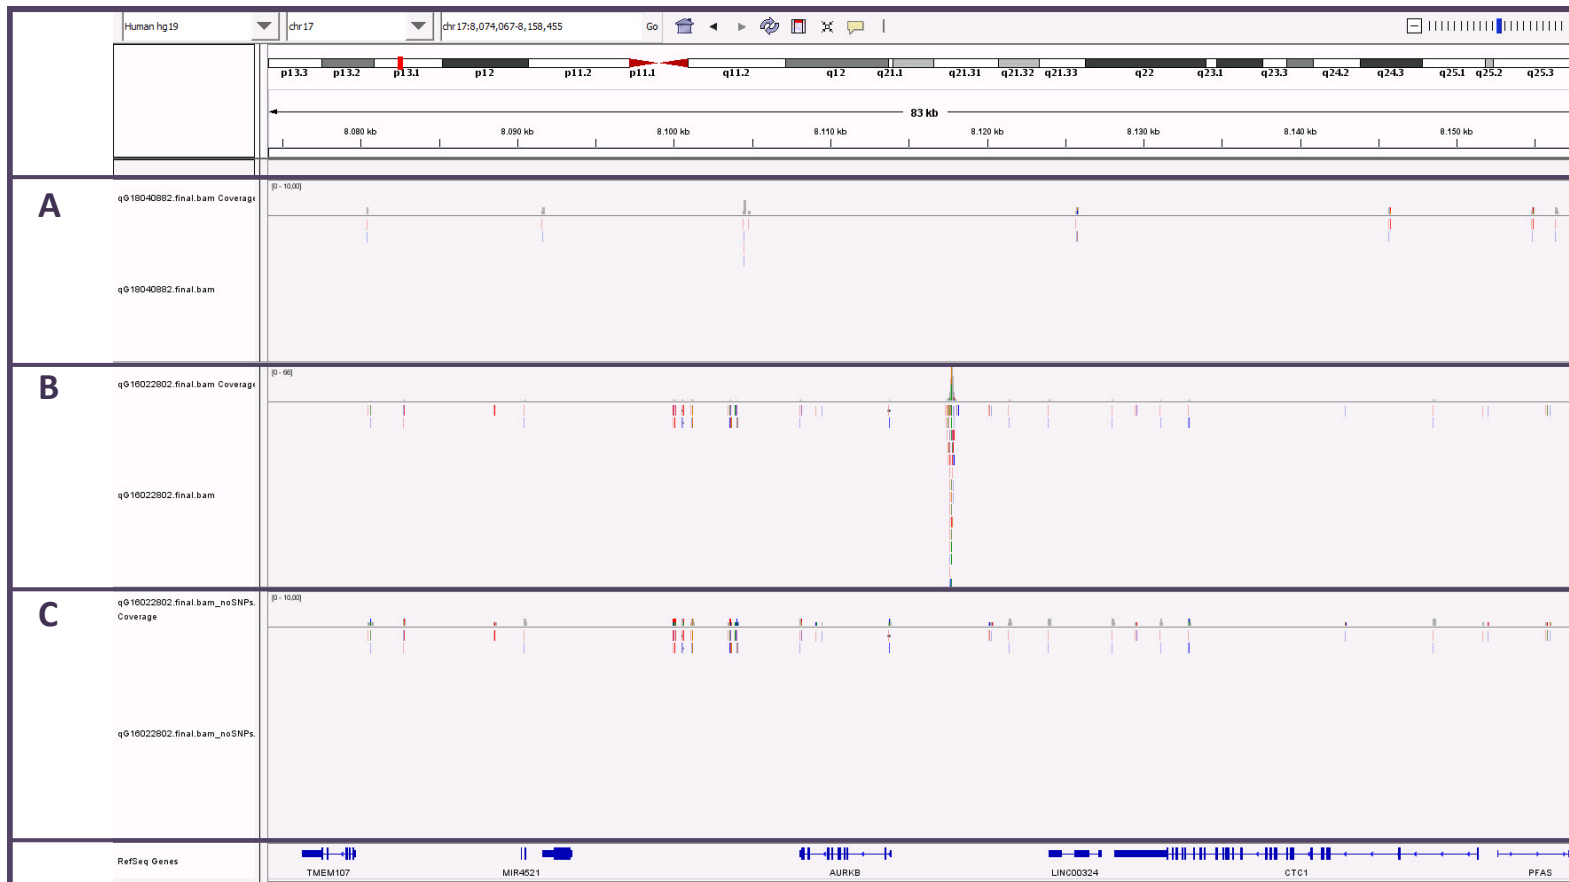 Human hg19 chr17 chr17:8,074,067-8,158,455 Go
p13.3 p13.2 p13.1 p12 p11.2 p11.1 q11.2 q12 q21.1 q21.31 q21.32 q21.33 q22 q23.1 q23.3 q24.2 q24.3 q25.1 q25.2 q25.3
83 kb
8.080 kb 8.090 kb 8.100 kb 8.110 kb 8.120 kb 8.130 kb 8.140 kb 8.150 kb
A
qG18040882.final.bam Coverage
[0 - 10,00]
qG18040882.final.bam
B
qG16022802.final.bam Coverage
[0 - 66]
qG16022802.final.bam
C
qG16022802.final.bam_noSNPs.
Coverage
[0 - 10,00]
qG16022802.final.bam_noSNPs.
RefSeq Genes
TMEM107 MIR4521 AURKB LINC00324 CTC1 PFAS